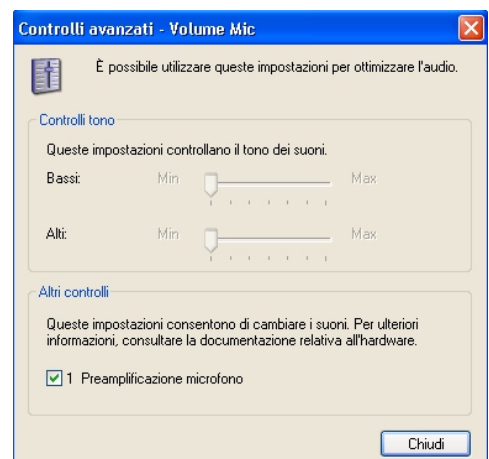 Controlli avanzati - Volume Mic
È possibile utilizzare queste impostazioni per ottimizzare l'audio.
Controlli tono
Queste impostazioni controllano il tono dei suoni.
Bassi: Min Max
Alti: Min Max
Altri controlli
Queste impostazioni consentono di cambiare i suoni. Per ulteriori
informazioni, consultare la documentazione relativa all'hardware.
1 Preamplificazione microfono
Chiudi